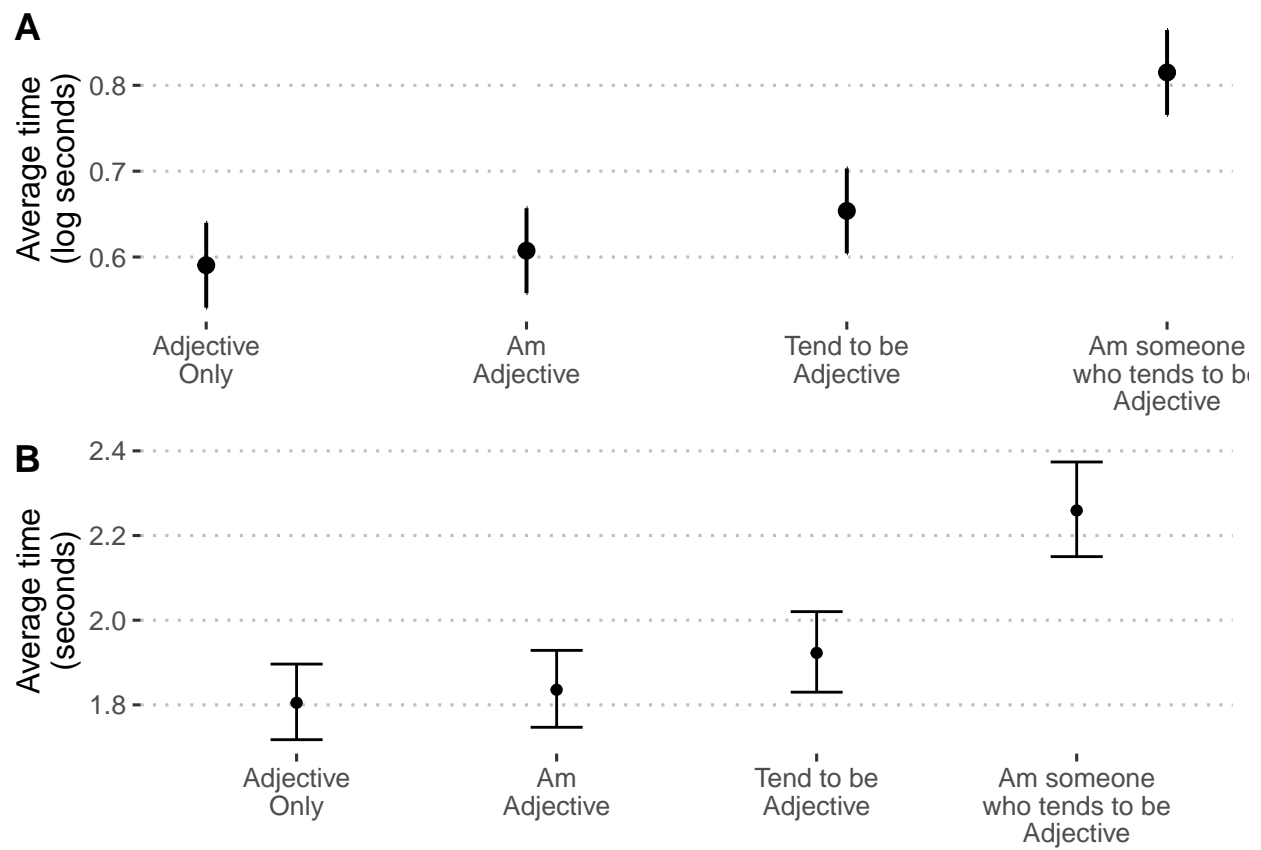 A
Average time
(log seconds)
0.8
0.7
0.6
Adjective
Only
Am
Adjective
Tend to be
Adjective
Am someone
who tends to b
Adjective
B
Average time
(seconds)
2.4
2.2
2.0
1.8
Adjective
Only
Am
Adjective
Tend to be
Adjective
Am someone
who tends to be
Adjective